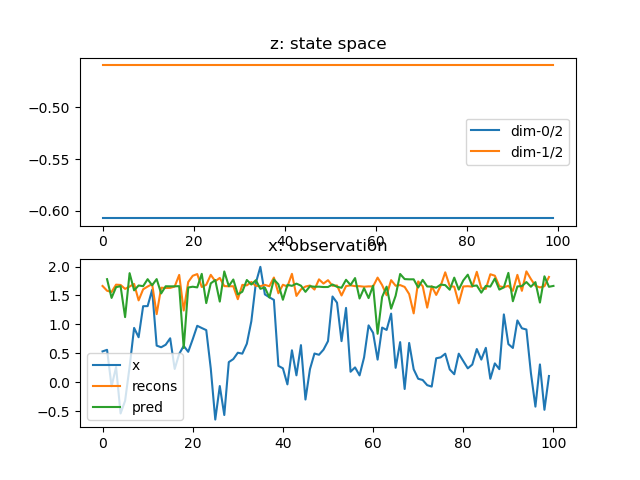 z: state space
−0.50
−0.55
−0.60
dim-0/2
dim-1/2
0 20 40 60 80 100
x: observation
2.0
1.5
1.0
0.5
0.0
−0.5
x
recons
pred
0 20 40 60 80 100